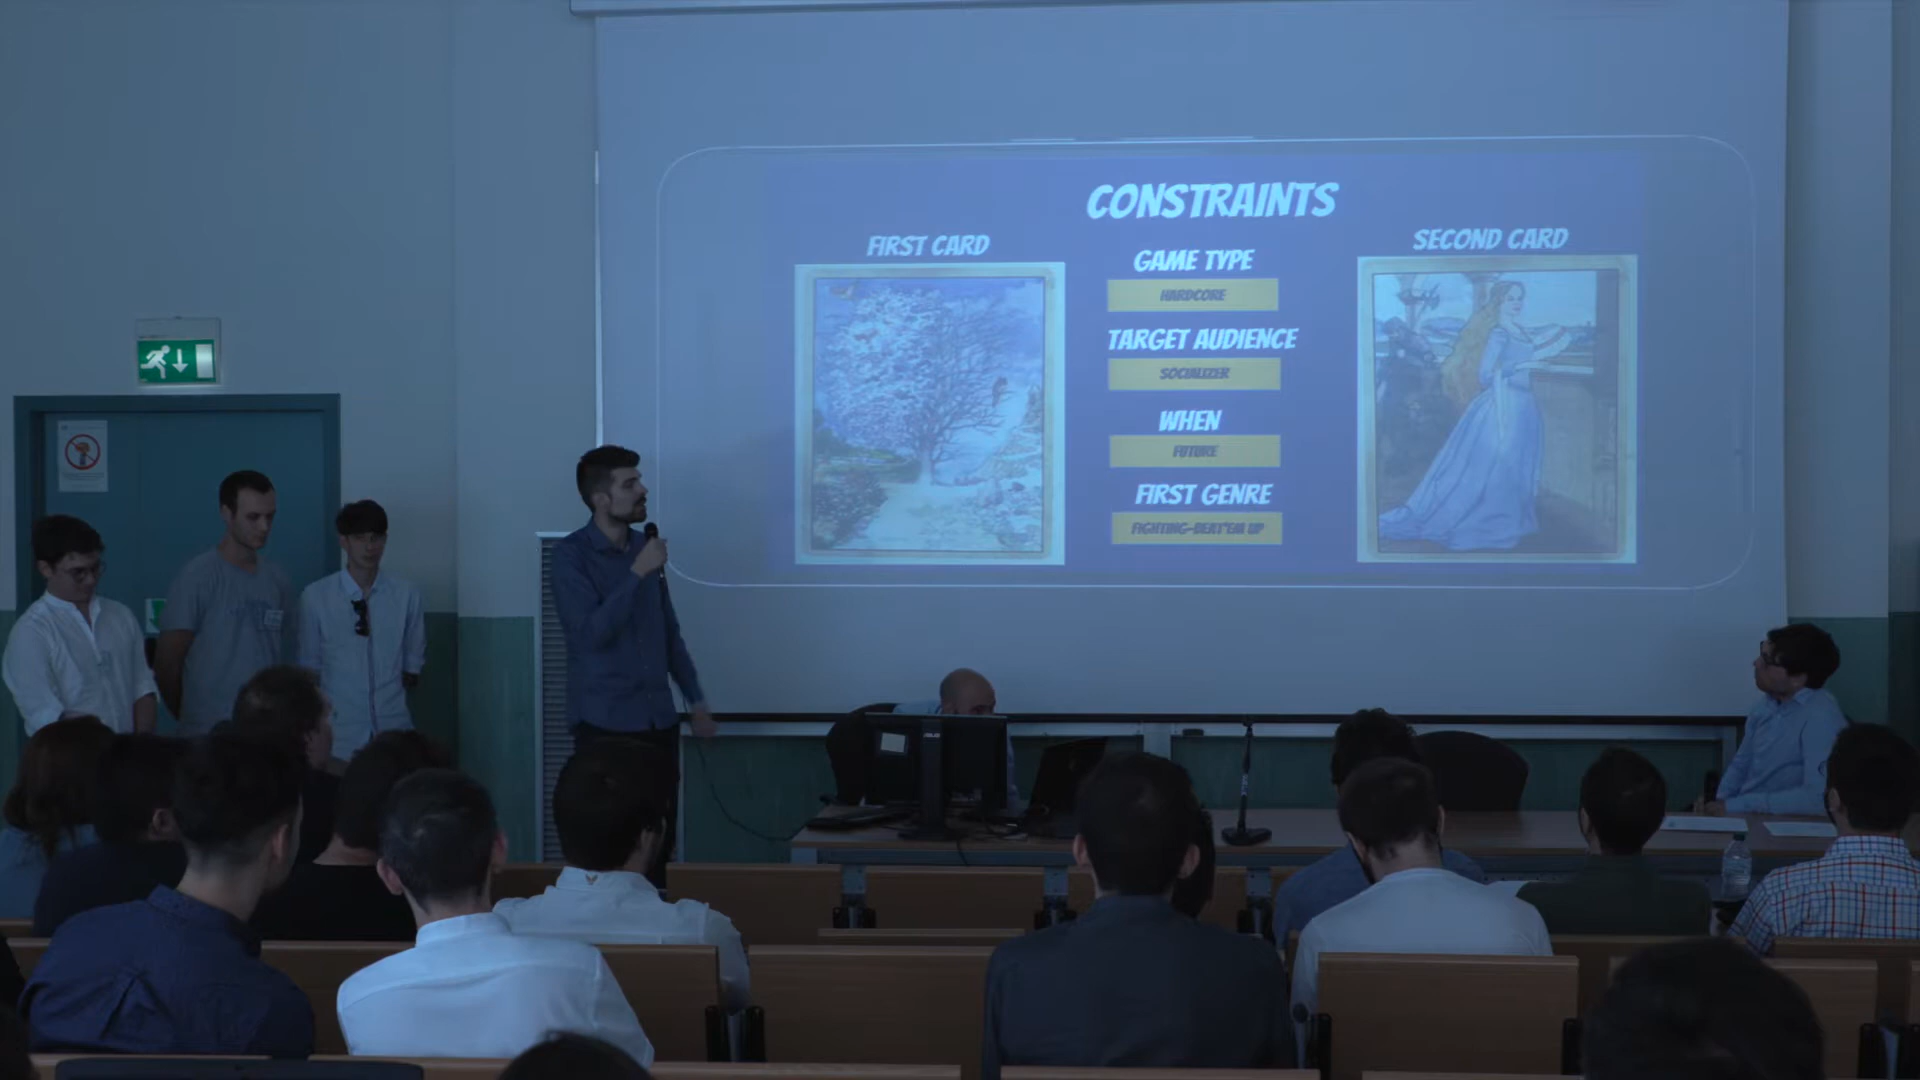 CONSTRAINTS
FIRST CARD
SECOND CARD
GAME TYPE
HARDCORE
TARGET AUDIENCE
SOCIALIZER
WHEN
FUTURE
FIRST GENRE
FIGHTING-BEAT'EM UP
ASUS